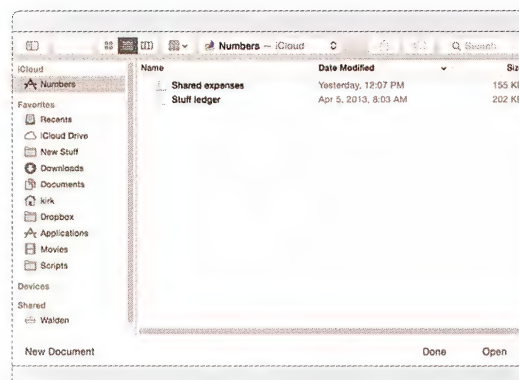 Numbers — iCloud
Search
iCloud
Numbers
Favorites
Recents
iCloud Drive
New Stuff
Downloads
Documents
kirk
Dropbox
Applications
Movies
Scripts
Devices
Shared
Walden
Name Date Modified Siz
Shared expenses Yesterday, 12:07 PM 155 KB
Stuff ledger Apr 5, 2013, 8:03 AM 202 KB
New Document Done Open